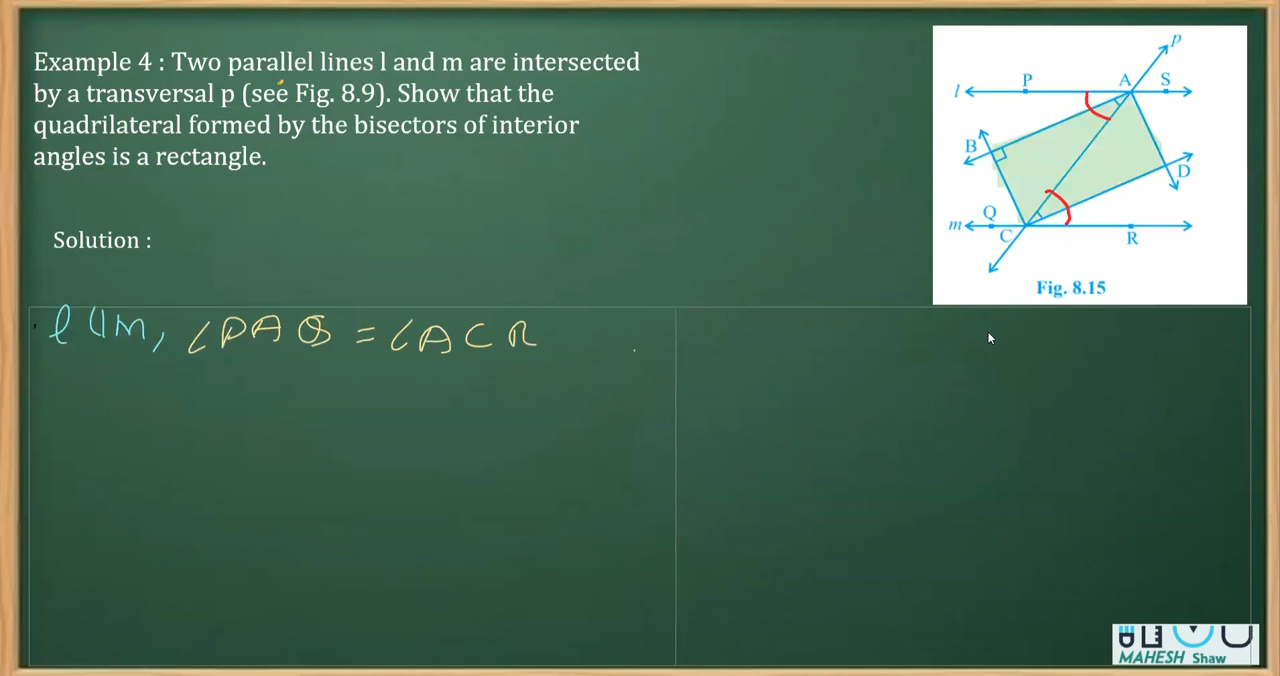 Example 4 : Two parallel lines l and m are intersected
by a transversal p (see Fig. 8.9). Show that the
quadrilateral formed by the bisectors of interior
angles is a rectangle.
Solution :
l || m, ∠PAQ = ∠ACR
p
l P A S
B
D
m Q
C R
Fig. 8.15
MAHESH Shaw